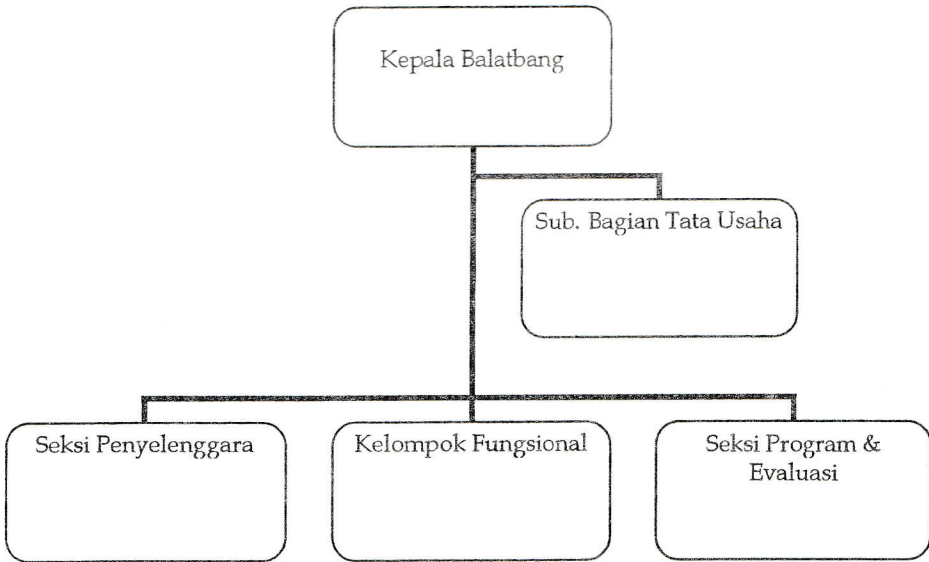 Kepala Balatbang
Sub. Bagian Tata Usaha
Seksi Penyelenggara
Kelompok Fungsional
Seksi Program &
Evaluasi